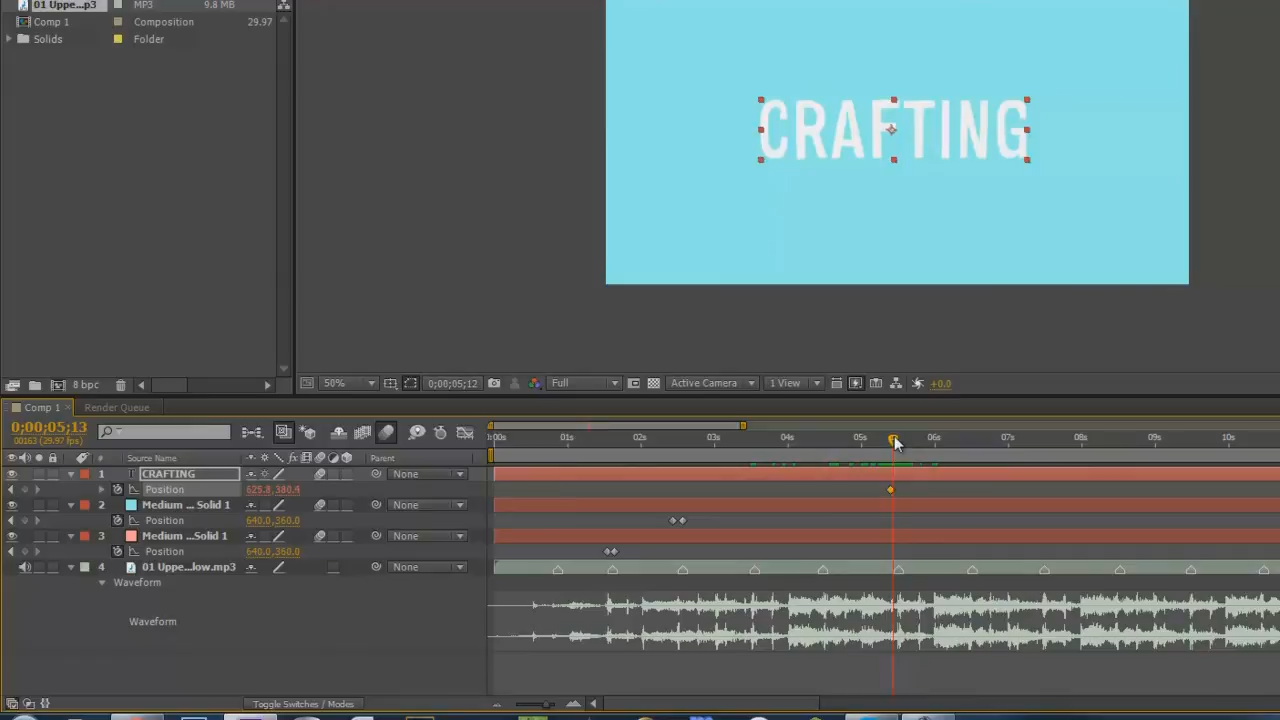 01 Uppe...p3 MP3 9.8 MB
Comp 1 Composition 29.97
Solids Folder
CRAFTING
8 bpc
50% 0;00;05;12 Full Active Camera 1 View +0.0
Comp 1 × Render Queue
0;00;05;13
00163 (29.97 fps)
:00s 01s 02s 03s 04s 05s 06s 07s 08s 09s 10s
# Source Name Parent
1 T CRAFTING None
Position 625.8,380.4
2 Medium ... Solid 1 None
Position 640.0,360.0
3 Medium ...Solid 1 None
Position 640.0,360.0
4 01 Uppe...low.mp3 None
Waveform
Waveform
Toggle Switches / Modes